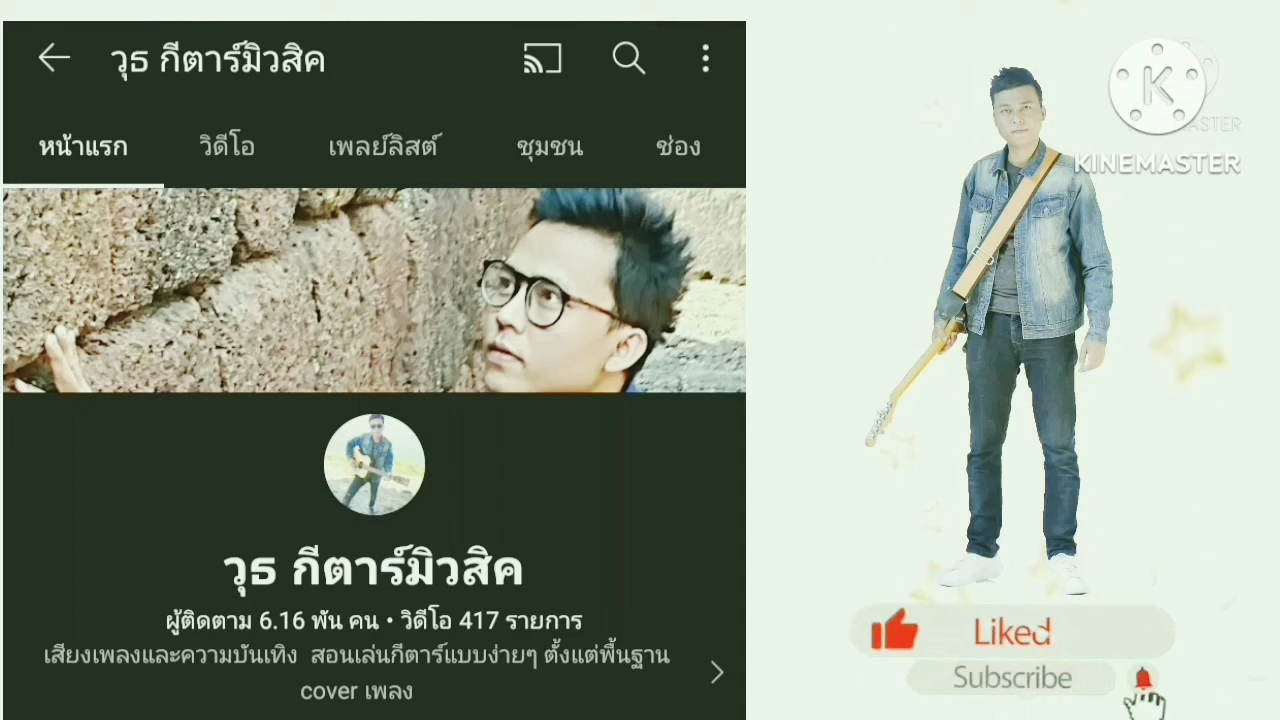 วุธ กีตาร์มิวสิค
หน้าแรก วิดีโอ เพลย์ลิสต์ ชุมชน ช่อง
วุธ กีตาร์มิวสิค
ผู้ติดตาม 6.16 พัน คน • วิดีโอ 417 รายการ
เสียงเพลงและความบันเทิง สอนเล่นกีตาร์แบบง่ายๆ ตั้งแต่พื้นฐาน
cover เพลง
K
KINEMASTER
Liked
Subscribe